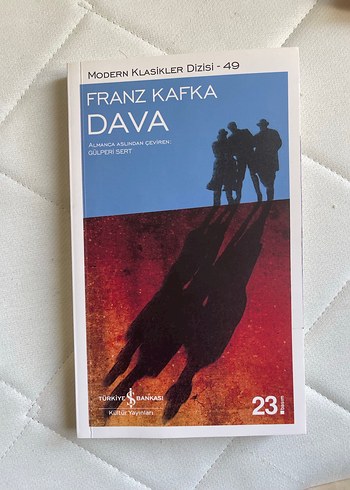 MODERN KLASİKLER DİZİSİ - 49
FRANZ KAFKA
DAVA
ALMANCA ASLINDAN ÇEVİREN:
GÜLPERİ SERT
TÜRKİYE İŞ BANKASI
Kültür Yayınları
23
Basım